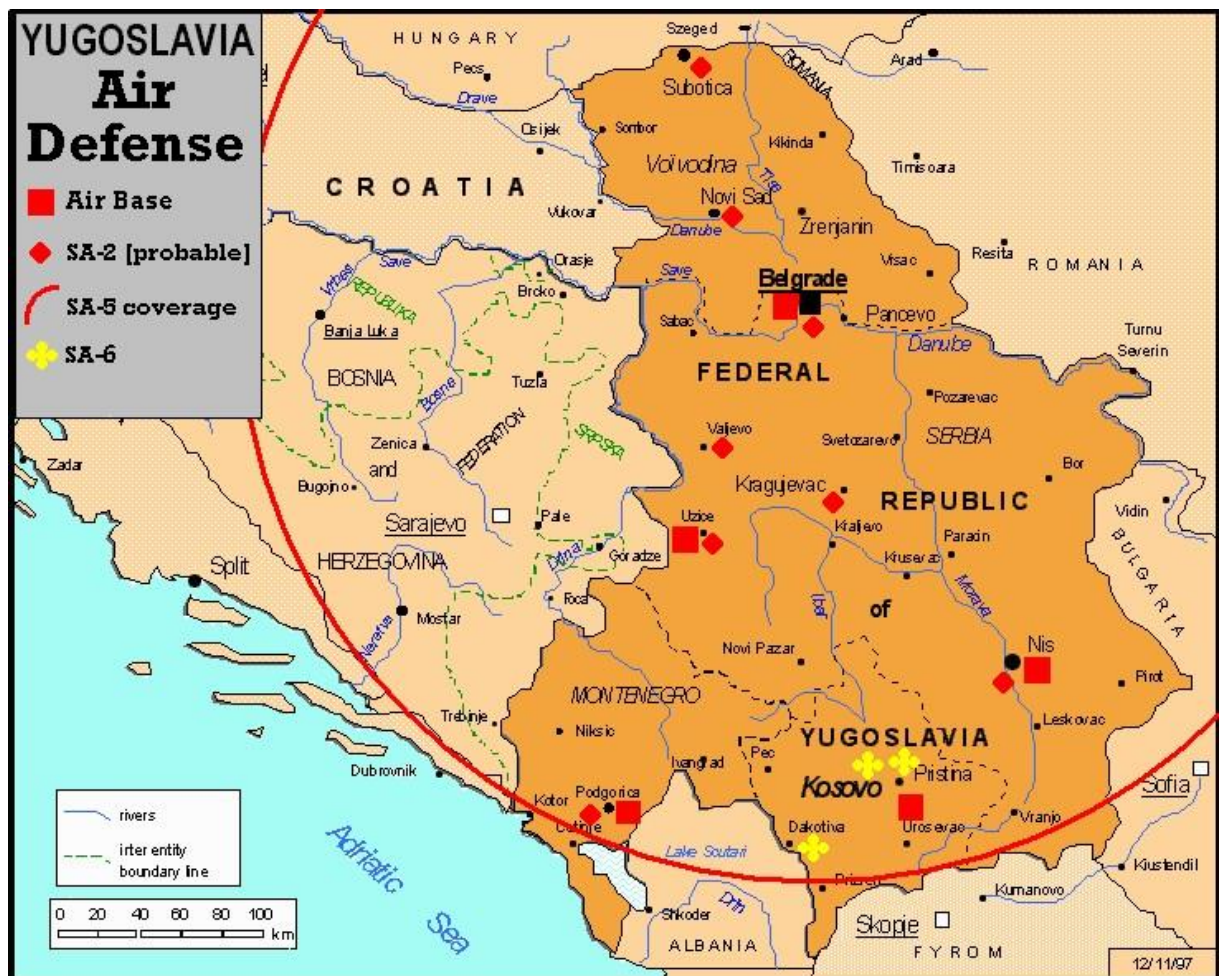 YUGOSLAVIA
Air
Defense
Air Base
SA-2 [probable]
SA-5 coverage
SA-6
HUNGARY
Szeged
Arad
Pecs
Subotica
ROMANIA
Drave
Osijek
Sombor
Kikinda
Timisoara
Voivodina
Tisa
CROATIA
Novi Sad
Vukovar
Danube
Zrenjanin
Resita
ROMANIA
Visac
Save
Orasje
Save
Belgrade
Vrbas
REPUBLIKA
Brcko
Pancevo
Banja Luka
Sabac
Danube
Turnu
Severin
BOSNIA
Bosne
Tuzla
FEDERAL
Pozarevac
FEDERATION
SRPSKA
Valjevo
Svetozarevo
SERBIA
Zenica
and
Zadar
Bugojno
Kragujevac
Bor
REPUBLIC
Vidin
Sarajevo
Pale
Uzice
Kraljevo
Paracin
BULGARIA
HERZEGOVINA
Drina
Goradze
Krusevac
Split
Foca
Ibar
of
Morava
Mostar
Neretva
Novi Pazar
Nis
Pirot
MONTENEGRO
Trebinje
Niksic
Leskovac
YUGOSLAVIA
Ivangrad
Pec
Pristina
Dubrovnik
Kosovo
Sofia
Kotor
Podgorica
Cetinje
Dakotiva
Urosevac
Vranjo
rivers
inter entity
boundary line
Adriatic
Sea
Lake Scutari
Kiustendil
Prizren
Drin
Kumanovo
0 20 40 60 80 100
km
Shkoder
ALBANIA
Skopje
FYROM
12/11/97